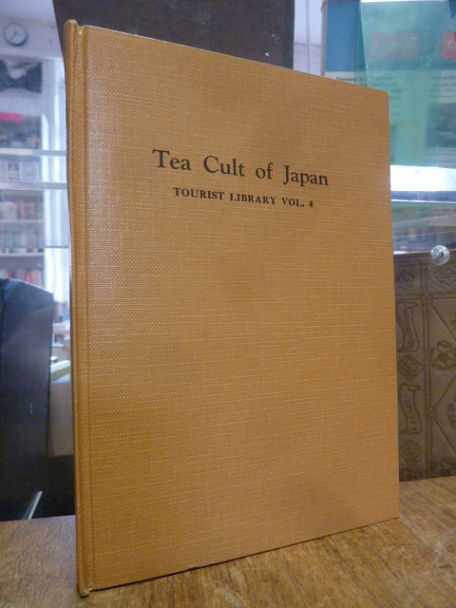 Tea Cult of Japan
TOURIST LIBRARY VOL. 4